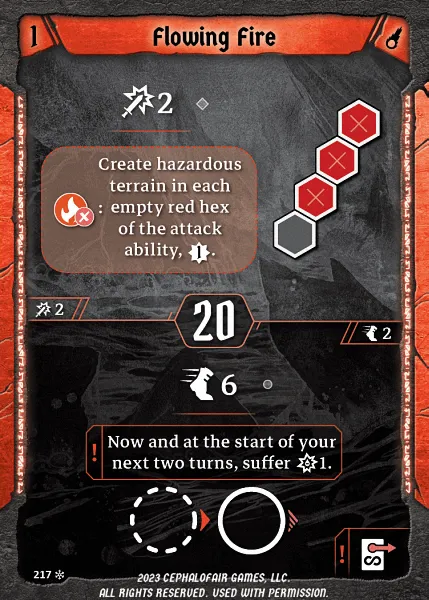 1
Flowing Fire
2
Create hazardous
terrain in each
: empty red hex
of the attack
ability, 1.
2
20
2
6
! Now and at the start of your
next two turns, suffer 1.
!
217
2023 CEPHALOFAIR GAMES, LLC.
ALL RIGHTS RESERVED. USED WITH PERMISSION.